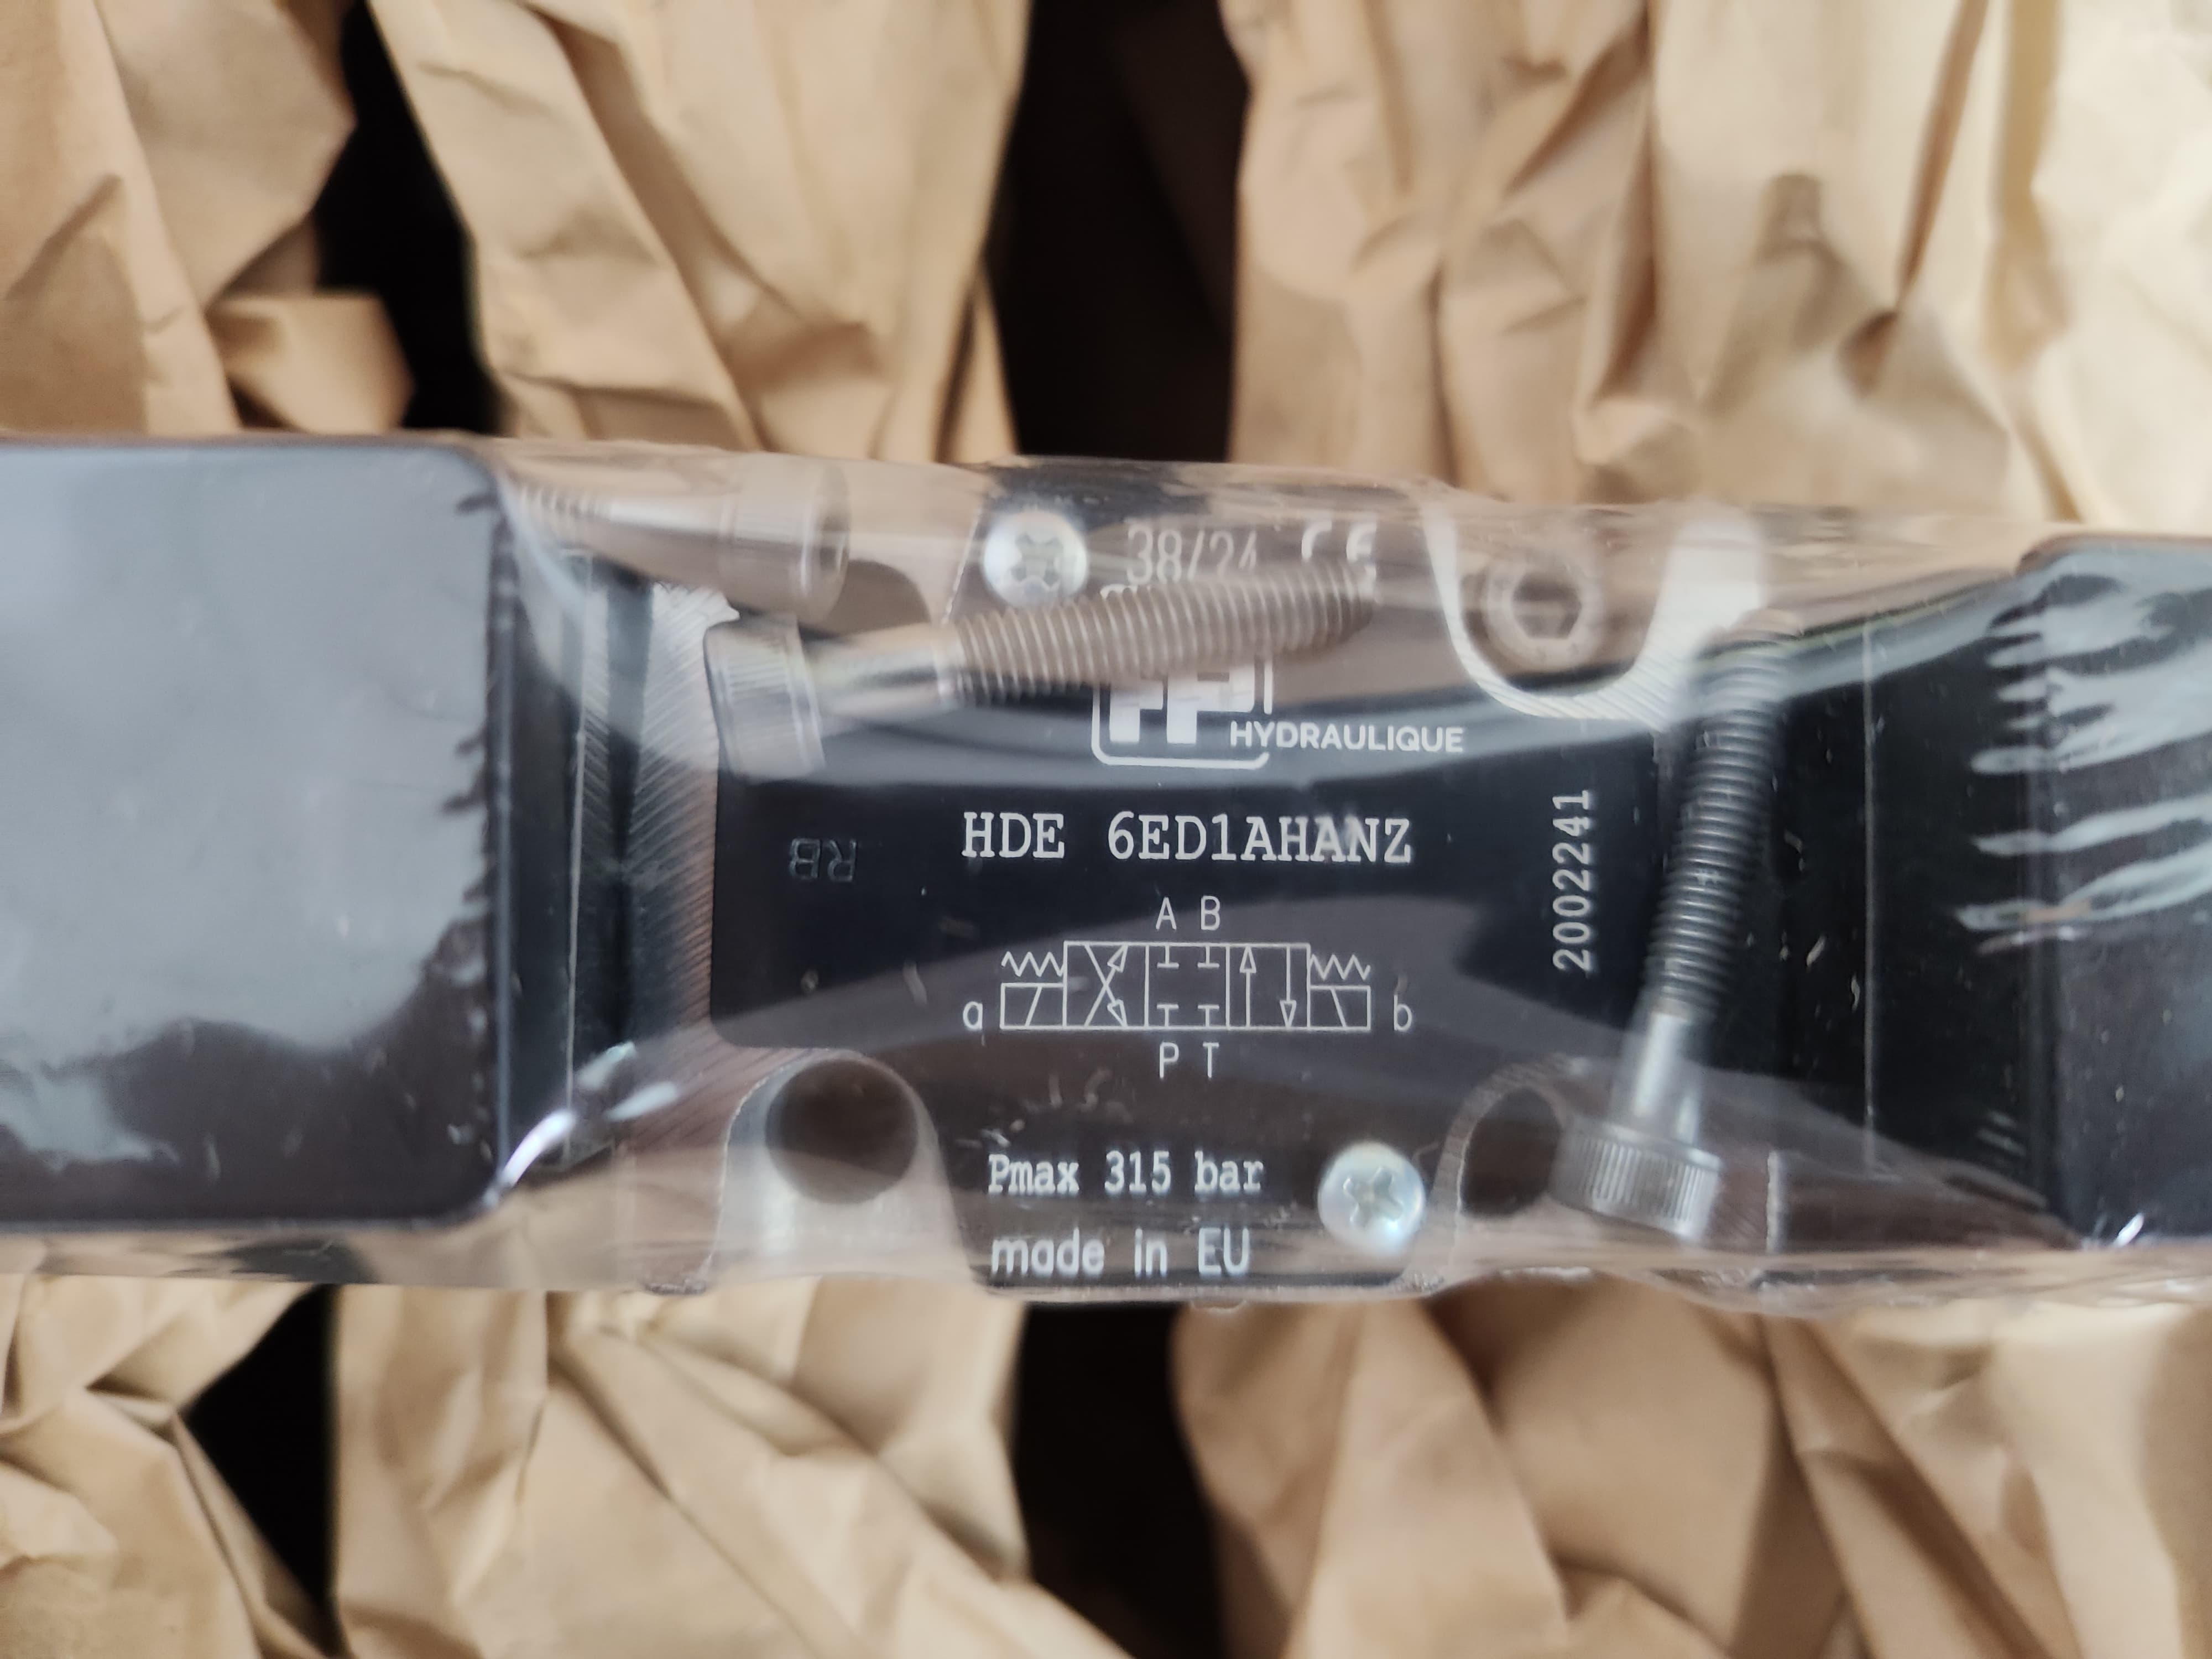 38/24 CE
HYDRAULIQUE
HDE 6ED1AHANZ
2002241
RB
A B
a b
P T
Pmax 315 bar
made in EU